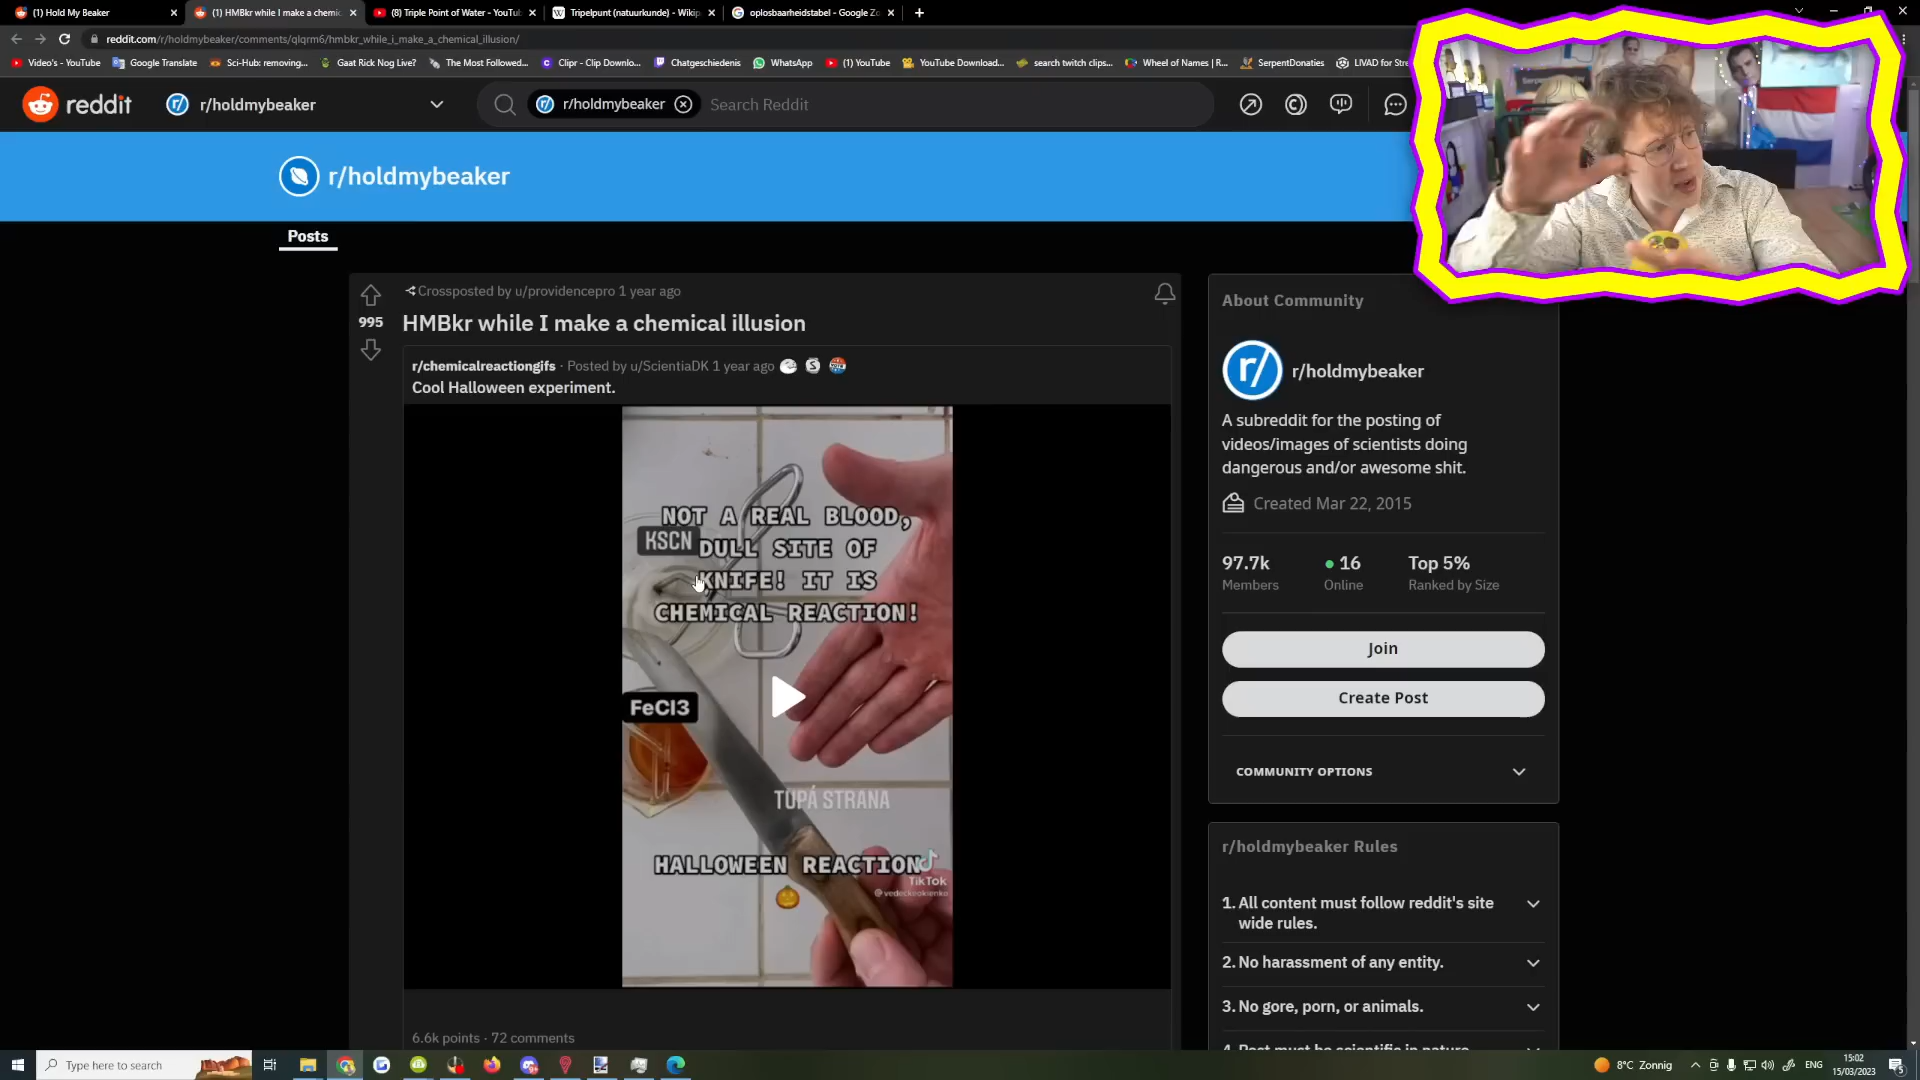 (1) Hold My Beaker
(1) HMBkr while I make a chemic
(8) Triple Point of Water - YouTu
Tripelpunt (natuurkunde) - Wikip
oplosbaarheidstabel - Google Zo
reddit.com/r/holdmybeaker/comments/qlqrm6/hmbkr_while_i_make_a_chemical_illusion/
Video's - YouTube
Google Translate
Sci-Hub: removing...
Gaat Rick Nog Live?
The Most Followed...
Clipr - Clip Downlo...
Chatgeschiedenis
WhatsApp
(1) YouTube
YouTube Download...
search twitch clips...
Wheel of Names | R...
SerpentDonaties
LIVAD for Stre
reddit
r/holdmybeaker
r/holdmybeaker
Search Reddit
r/holdmybeaker
Posts
Crossposted by u/providencepro 1 year ago
995
HMBkr while I make a chemical illusion
r/chemicalreactiongifs · Posted by u/ScientiaDK 1 year ago
Cool Halloween experiment.
NOT A REAL BLOOD,
KSCN
DULL SITE OF
KNIFE! IT IS
CHEMICAL REACTION!
FeCl3
TUPÁ STRANA
HALLOWEEN REACTION
TikTok
6.6k points · 72 comments
About Community
r/holdmybeaker
A subreddit for the posting of
videos/images of scientists doing
dangerous and/or awesome shit.
Created Mar 22, 2015
97.7k
16
Top 5%
Members
Online
Ranked by Size
Join
Create Post
COMMUNITY OPTIONS
r/holdmybeaker Rules
1. All content must follow reddit's site
wide rules.
2. No harassment of any entity.
3. No gore, porn, or animals.
4. Post must be scientific in nature
Type here to search
8°C Zonnig
ENG
15:02
15/03/2023